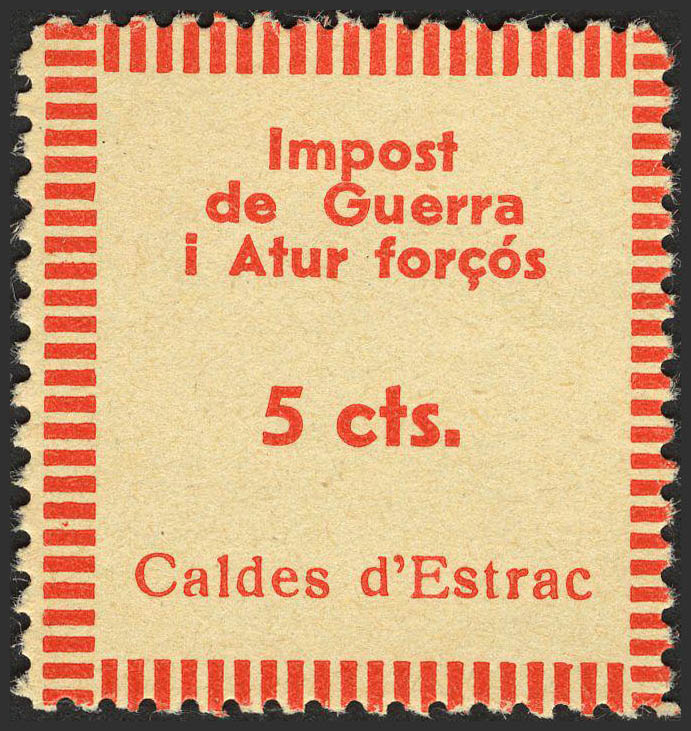 Impost
de Guerra
i Atur forçós
5 cts.
Caldes d'Estrac